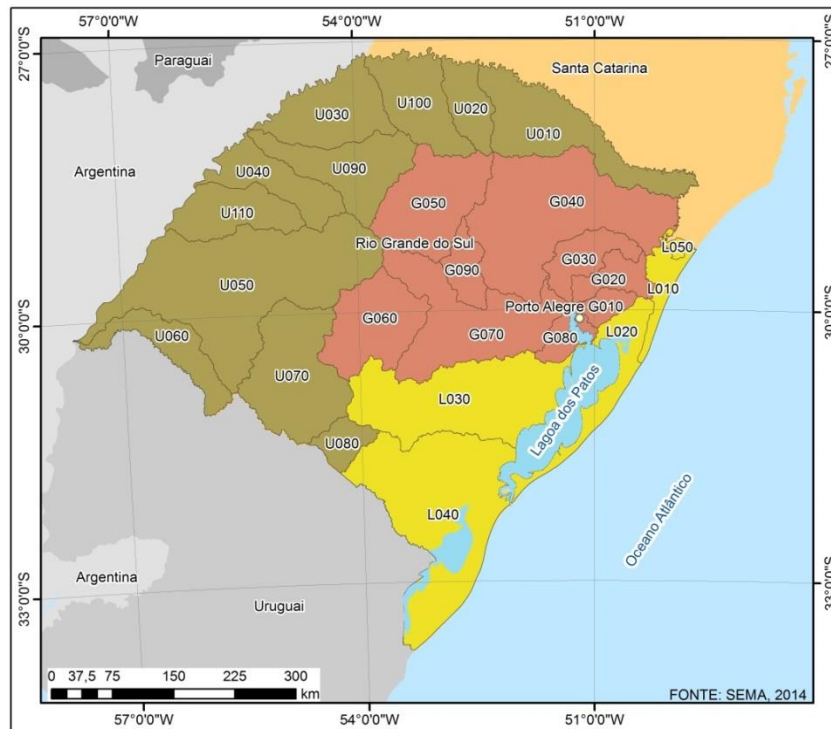 57°0'0"W
54°0'0"W
51°0'0"W
27°0'0"S
27°0'0"S
Paraguai
Santa Catarina
U030
U100
U020
U010
Argentina
U040
U090
U110
G050
G040
Rio Grande do Sul
L050
G030
G090
G020
U050
L010
Porto Alegre G010
30°0'0"S
30°0'0"S
G060
U060
G070
G080
L020
U070
L030
Lagoa dos Patos
U080
L040
Oceano Atlântico
Argentina
Uruguai
33°0'0"S
33°0'0"S
0 37,5 75 150 225 300
km
FONTE: SEMA, 2014
57°0'0"W
54°0'0"W
51°0'0"W